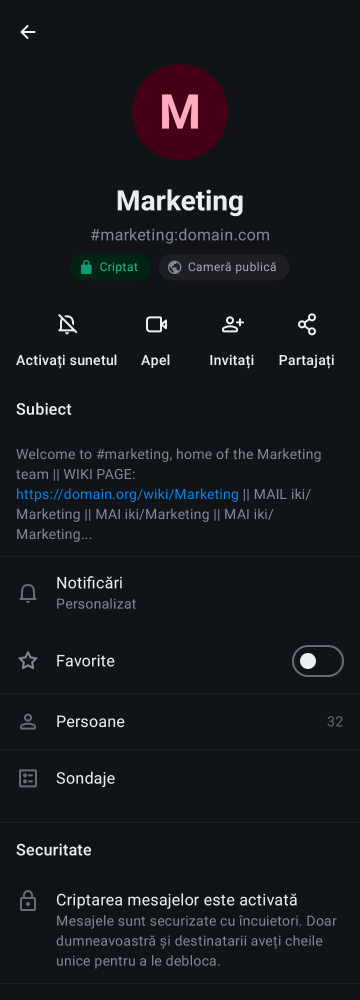 M
Marketing
#marketing:domain.com
Criptat
Cameră publică
Activați sunetul
Apel
Invitați
Partajați
Subiect
Welcome to #marketing, home of the Marketing
team || WIKI PAGE:
https://domain.org/wiki/Marketing || MAIL iki/
Marketing || MAI iki/Marketing || MAI iki/
Marketing...
Notificări
Personalizat
Favorite
Persoane
32
Sondaje
Securitate
Criptarea mesajelor este activată
Mesajele sunt securizate cu încuietori. Doar
dumneavoastră și destinatarii aveți cheile
unice pentru a le debloca.